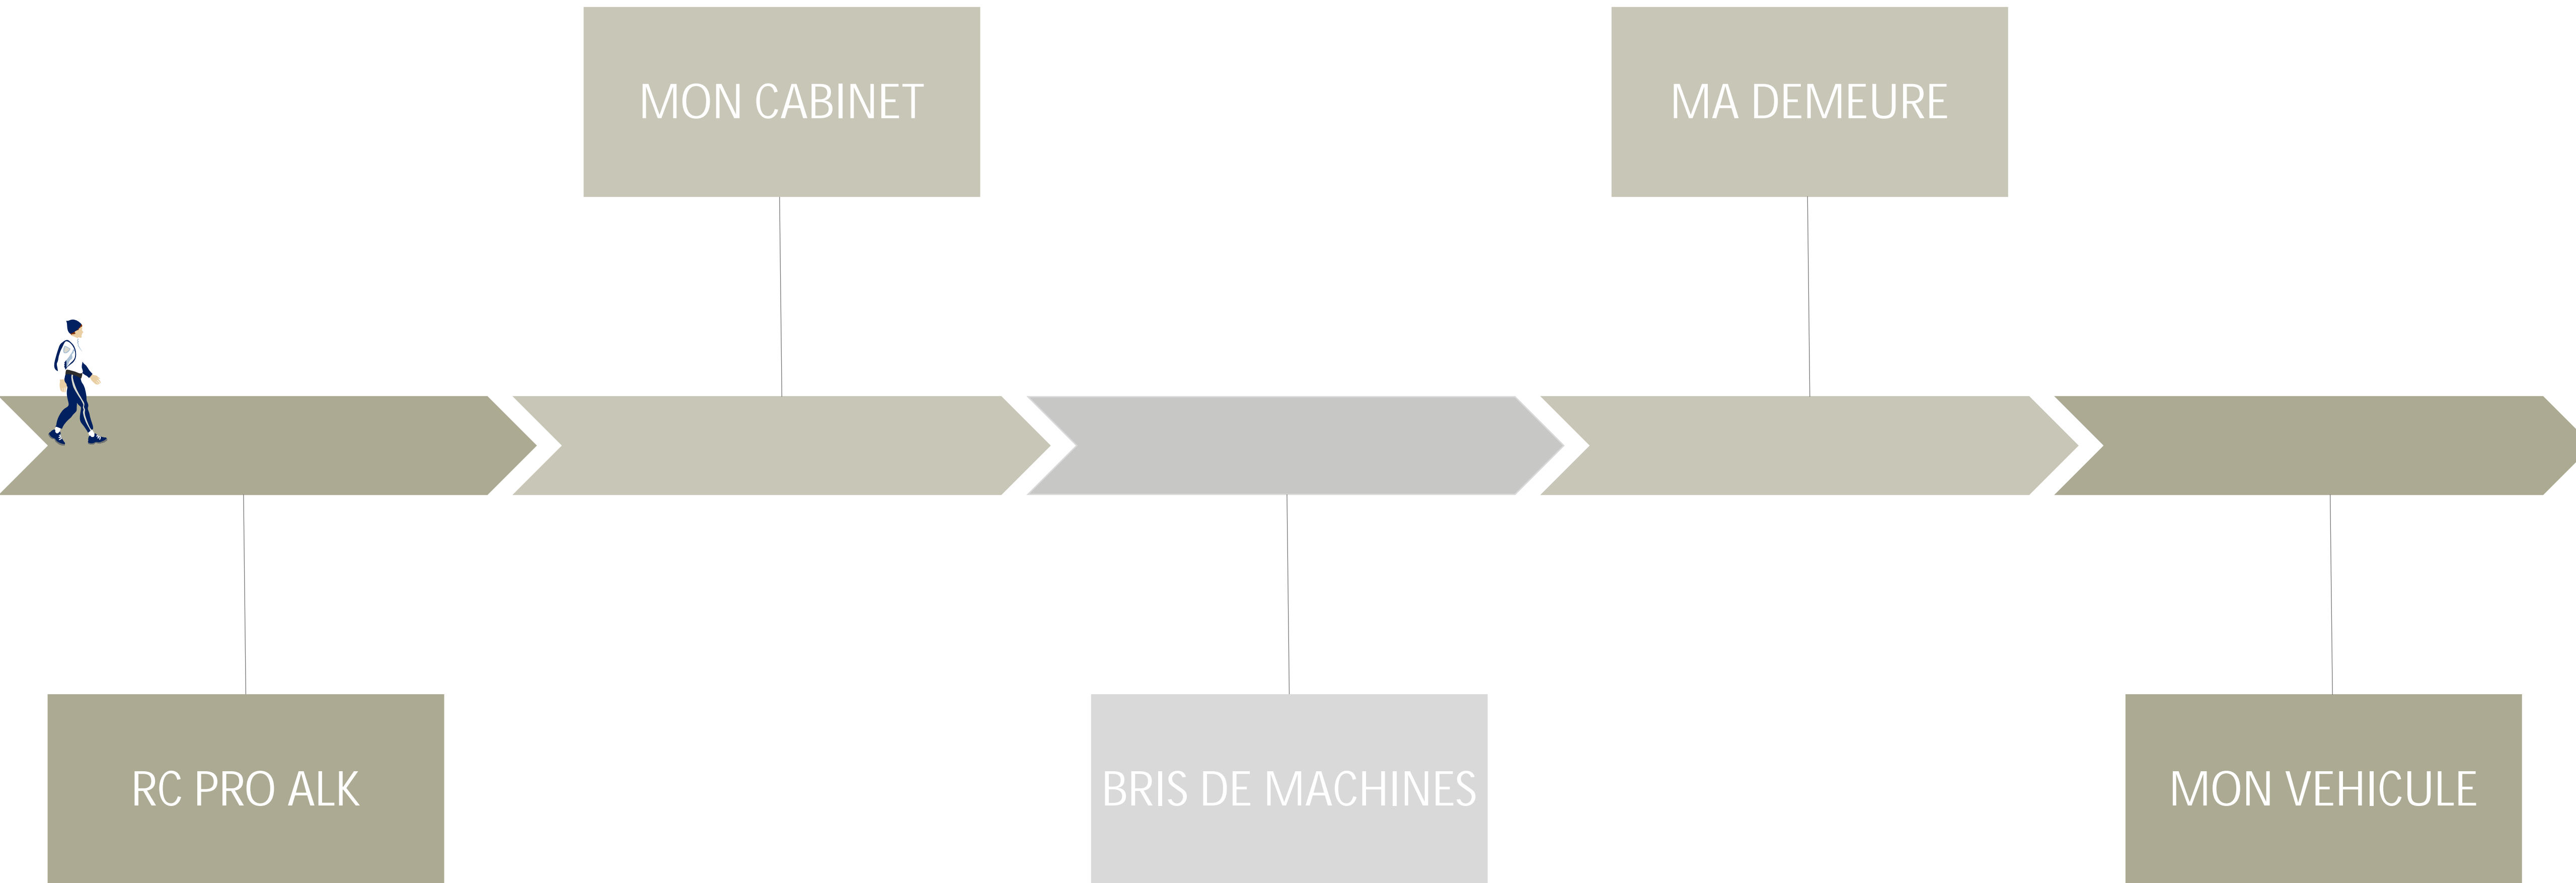 MON CABINET
MA DEMEURE
RC PRO ALK
BRIS DE MACHINES
MON VEHICULE